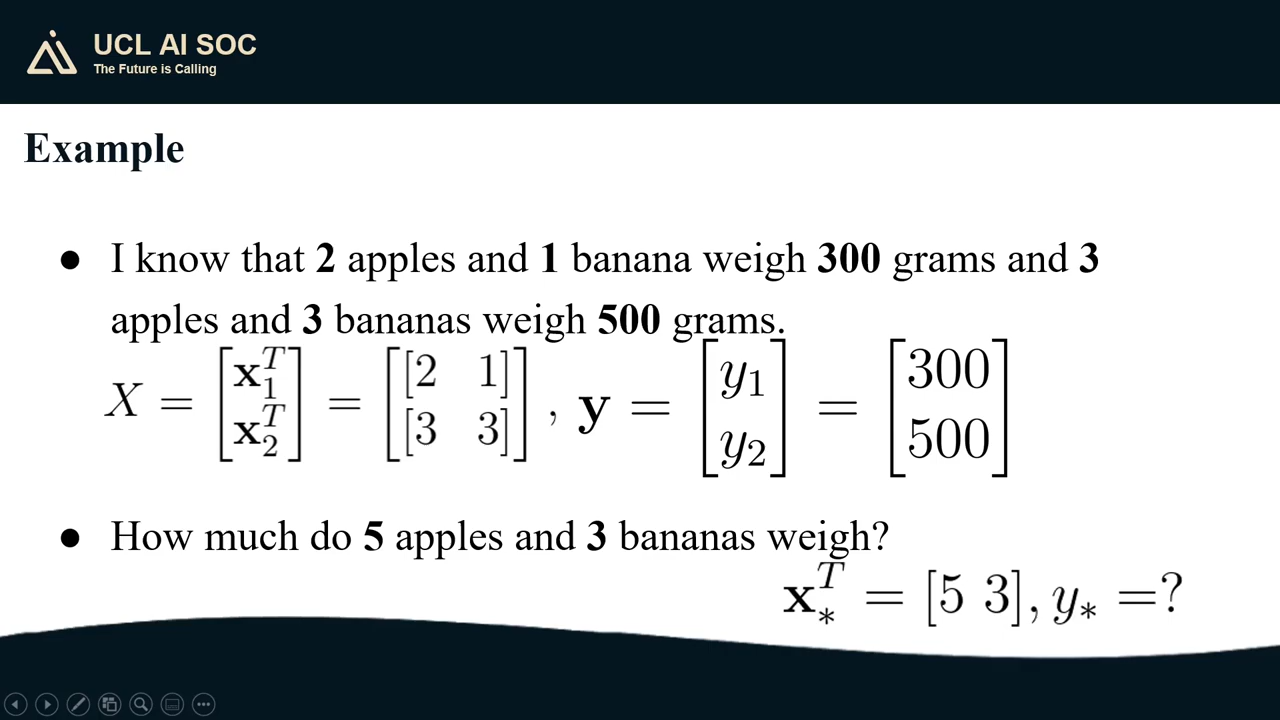 UCL AI SOC
The Future is Calling
Example
● I know that 2 apples and 1 banana weigh 300 grams and 3
apples and 3 bananas weigh 500 grams.
X = [x₁ᵀ x₂ᵀ] = [[2 1] [3 3]], y = [y₁ y₂] = [300 500]
● How much do 5 apples and 3 bananas weigh?
x∗ᵀ = [5 3], y∗ =?